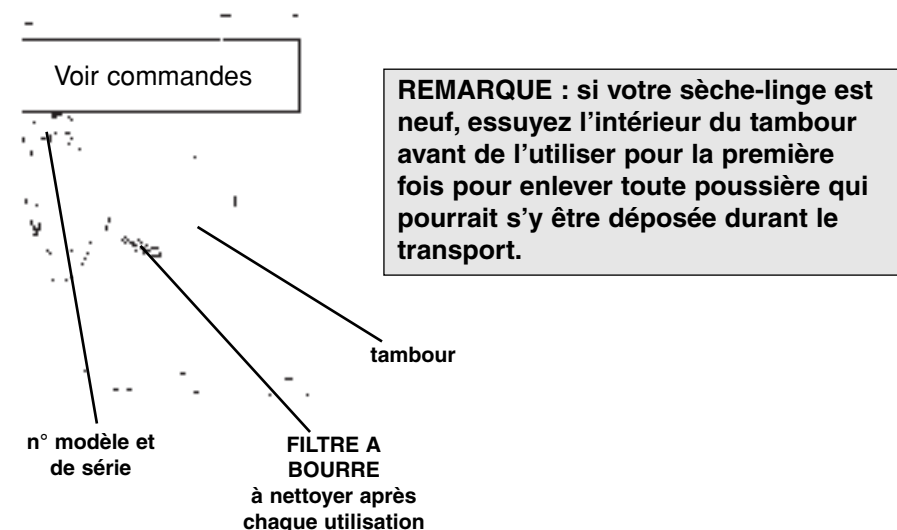 Voir commandes
REMARQUE : si votre sèche-linge est
neuf, essuyez l’intérieur du tambour
avant de l’utiliser pour la première
fois pour enlever toute poussière qui
pourrait s’y être déposée durant le
transport.
tambour
n° modèle et
de série
FILTRE A
BOURRE
à nettoyer après
chaque utilisation